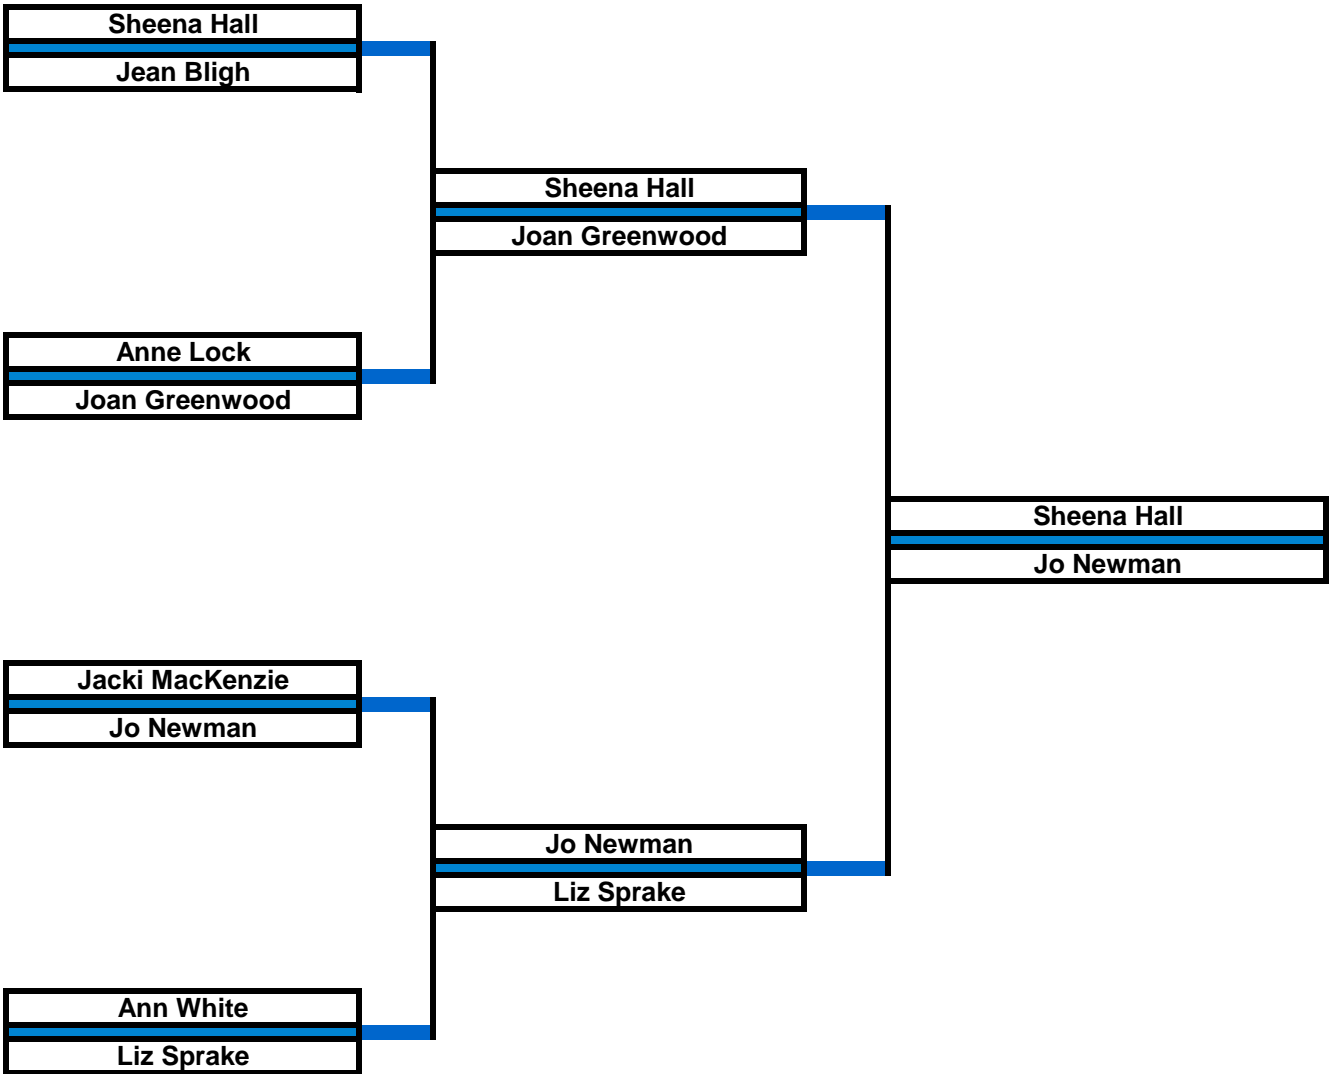 Sheena Hall
Jean Bligh
Sheena Hall
Joan Greenwood
Anne Lock
Joan Greenwood
Sheena Hall
Jo Newman
Jacki MacKenzie
Jo Newman
Jo Newman
Liz Sprake
Ann White
Liz Sprake